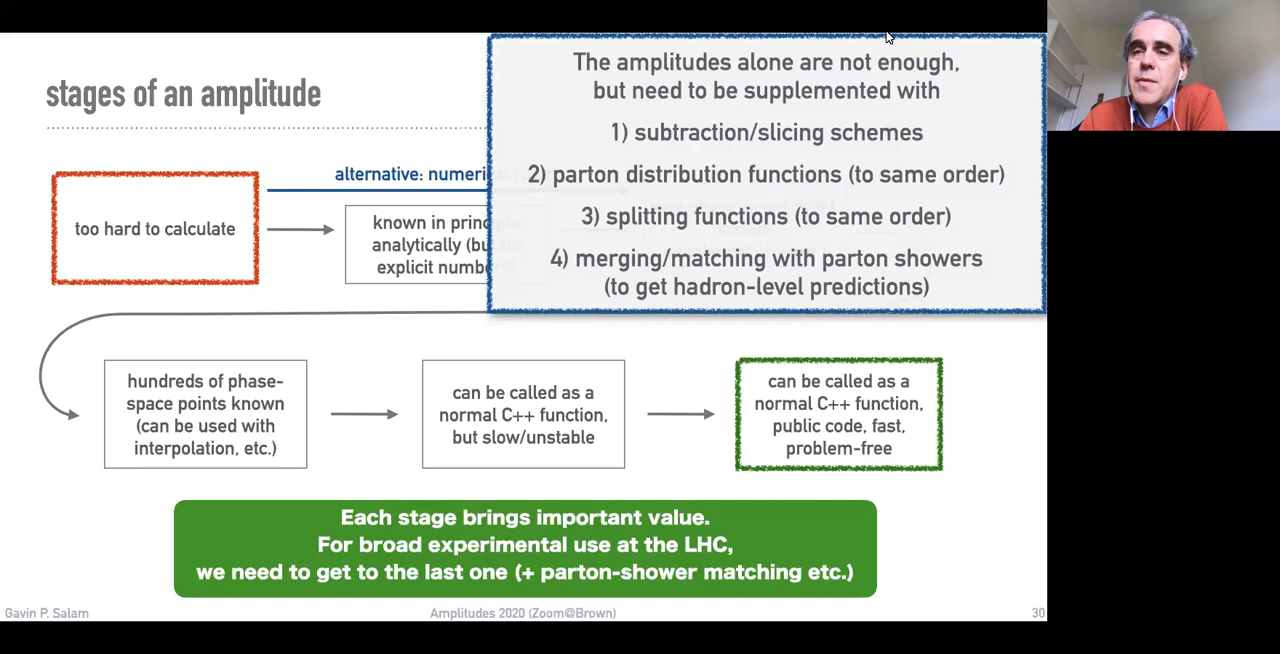 stages of an amplitude
The amplitudes alone are not enough,
but need to be supplemented with
1) subtraction/slicing schemes
2) parton distribution functions (to same order)
3) splitting functions (to same order)
4) merging/matching with parton showers
(to get hadron-level predictions)
alternative: numeri
too hard to calculate
known in princ
analytically (bu
explicit numb
hundreds of phase-
space points known
(can be used with
interpolation, etc.)
can be called as a
normal C++ function,
but slow/unstable
can be called as a
normal C++ function,
public code, fast,
problem-free
Each stage brings important value.
For broad experimental use at the LHC,
we need to get to the last one (+ parton-shower matching etc.)
Gavin P. Salam
Amplitudes 2020 (Zoom@Brown)
30